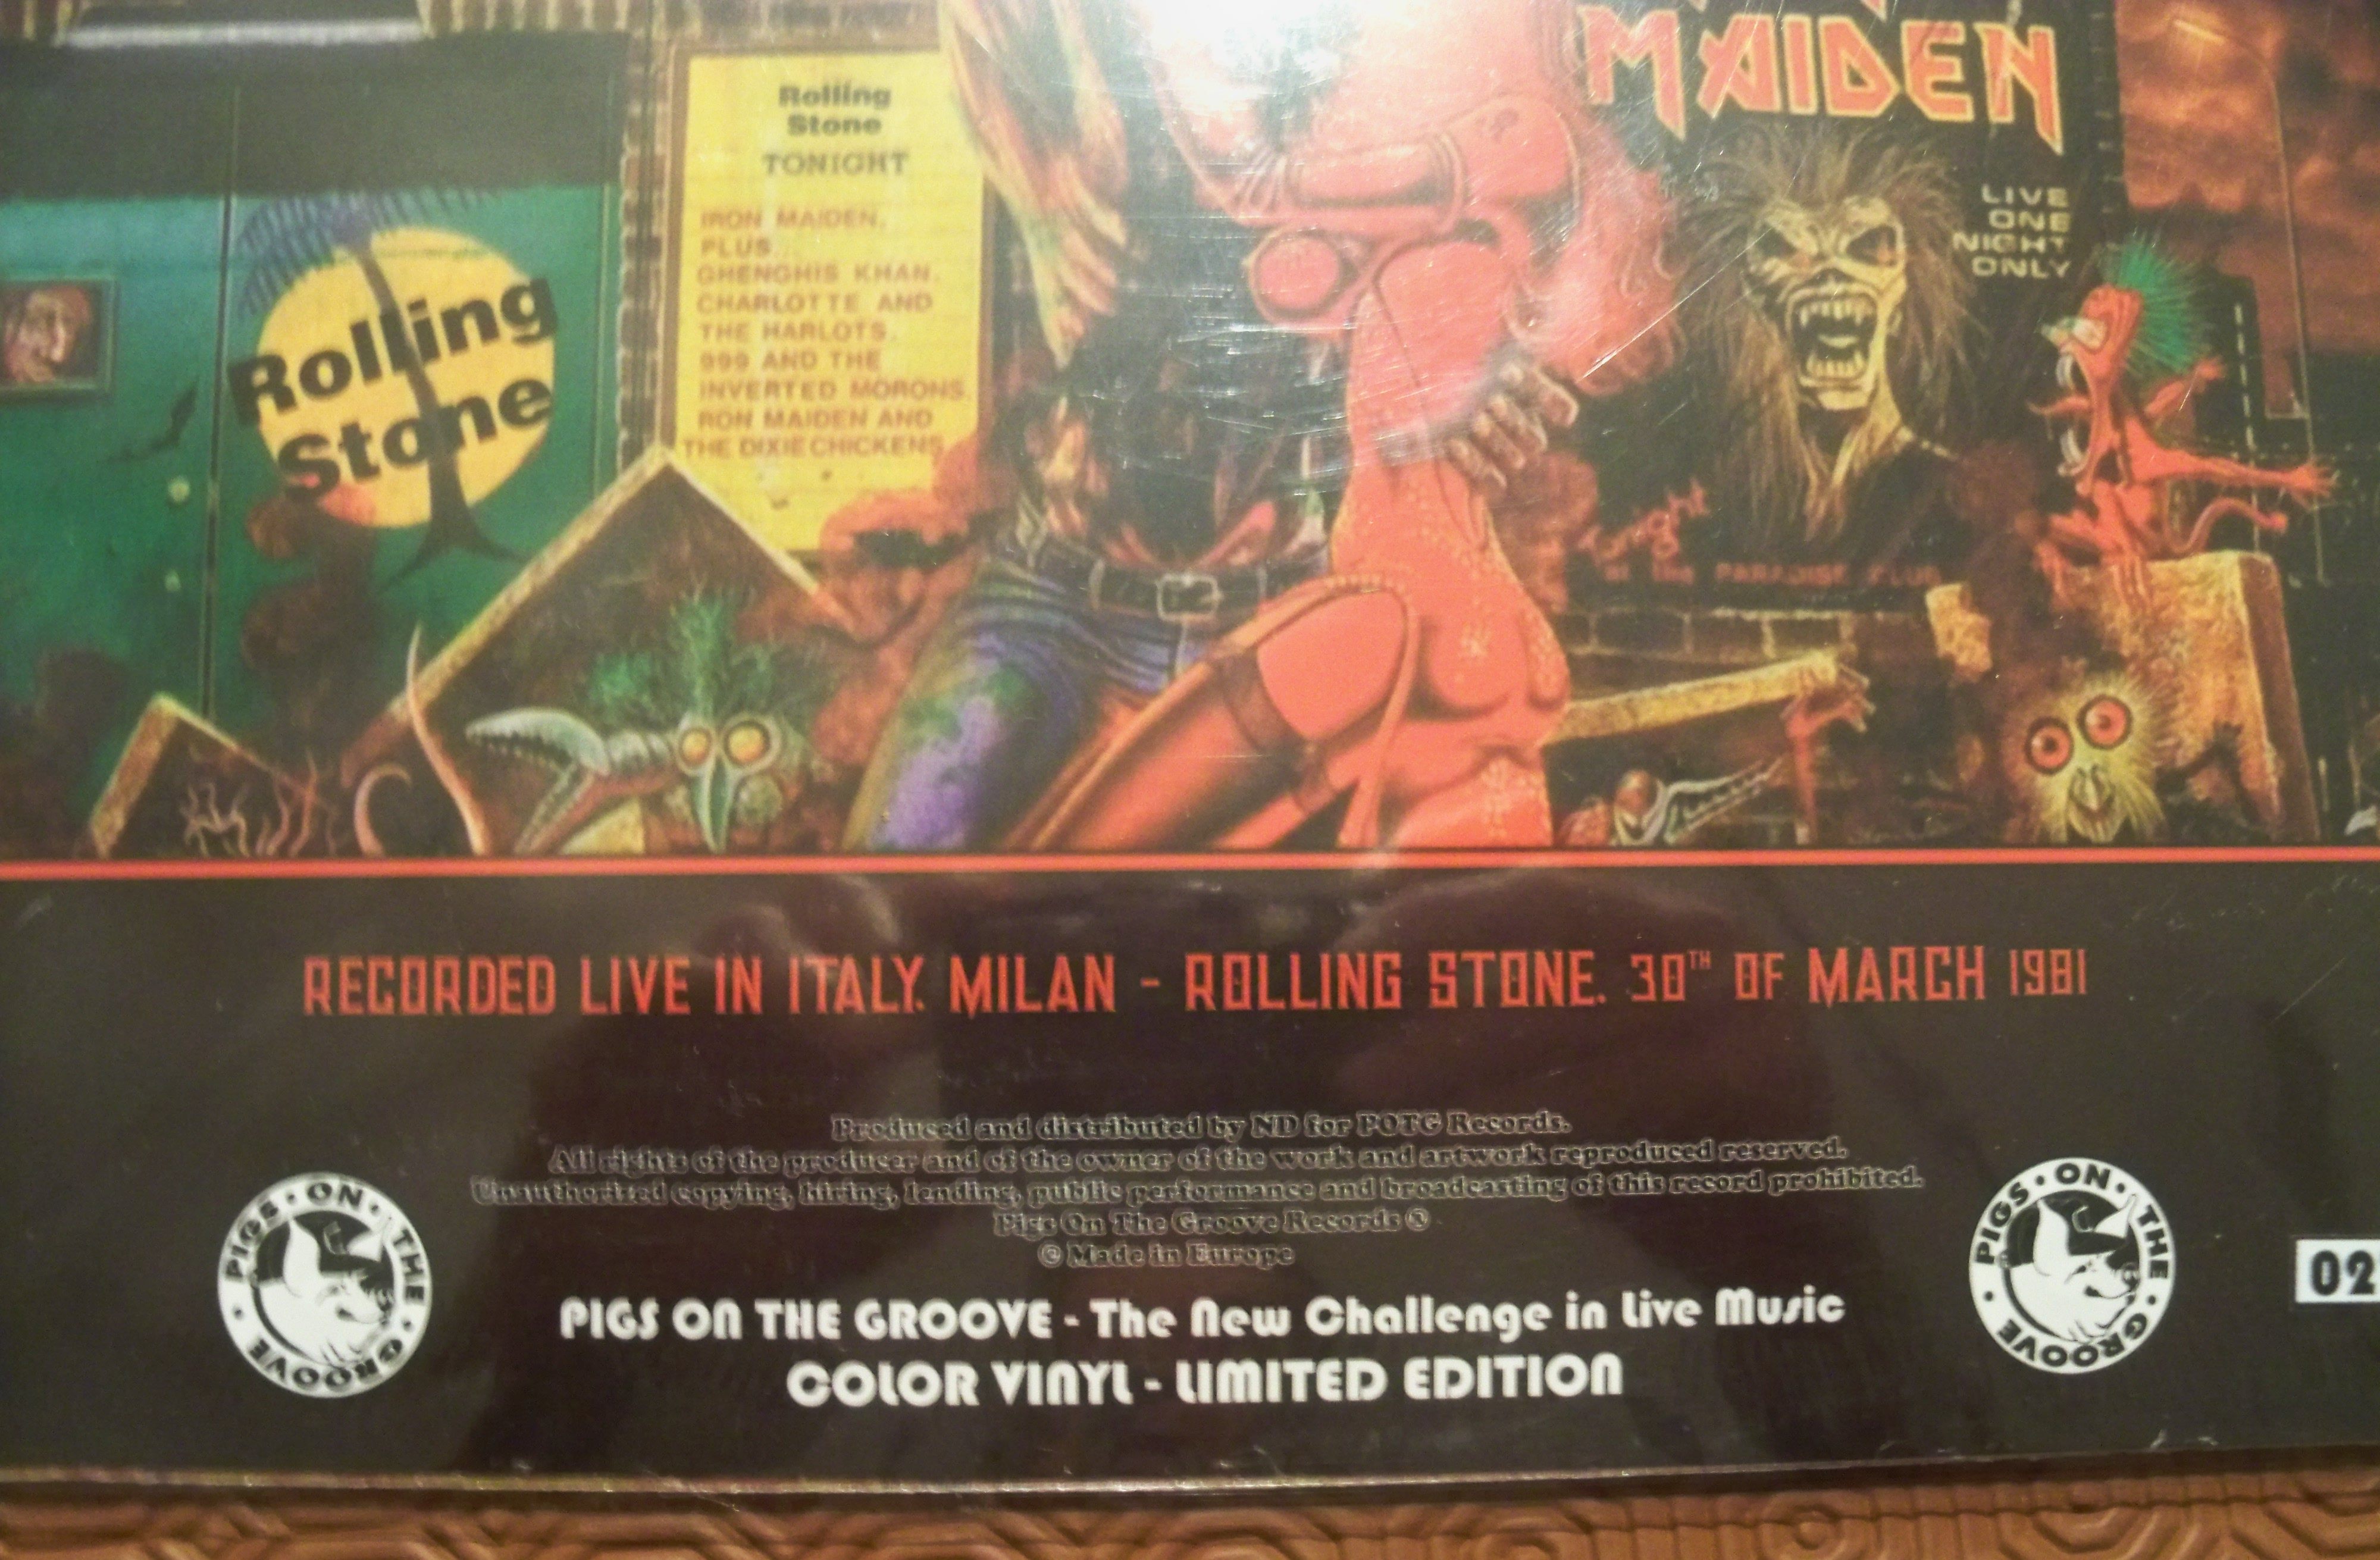 MAIDEN
Rolling
Stone
TONIGHT
IRON MAIDEN,
PLUS...
GHENGHIS KHAN.
CHARLOTTE AND
THE HARLOTS.
999 AND THE
INVERTED MORONS.
RON MAIDEN AND
THE DIXIE CHICKENS
Rolling
Stone
LIVE
ONE
NIGHT
ONLY
Tonight
at the PARADISE CLUB
RECORDED LIVE IN ITALY. MILAN - ROLLING STONE. 30TH OF MARCH 1981
Produced and distributed by ND for POTG Records.
All rights of the producer and of the owner of the work and artwork reproduced reserved.
Unauthorized copying, hiring, lending, public performance and broadcasting of this record prohibited.
Pigs On The Groove Records ®
© Made in Europe
PIGS ON THE GROOVE - The New Challenge in Live Music
COLOR VINYL - LIMITED EDITION
PIGS • ON • THE • GROOVE •
PIGS • ON • THE • GROOVE •
02